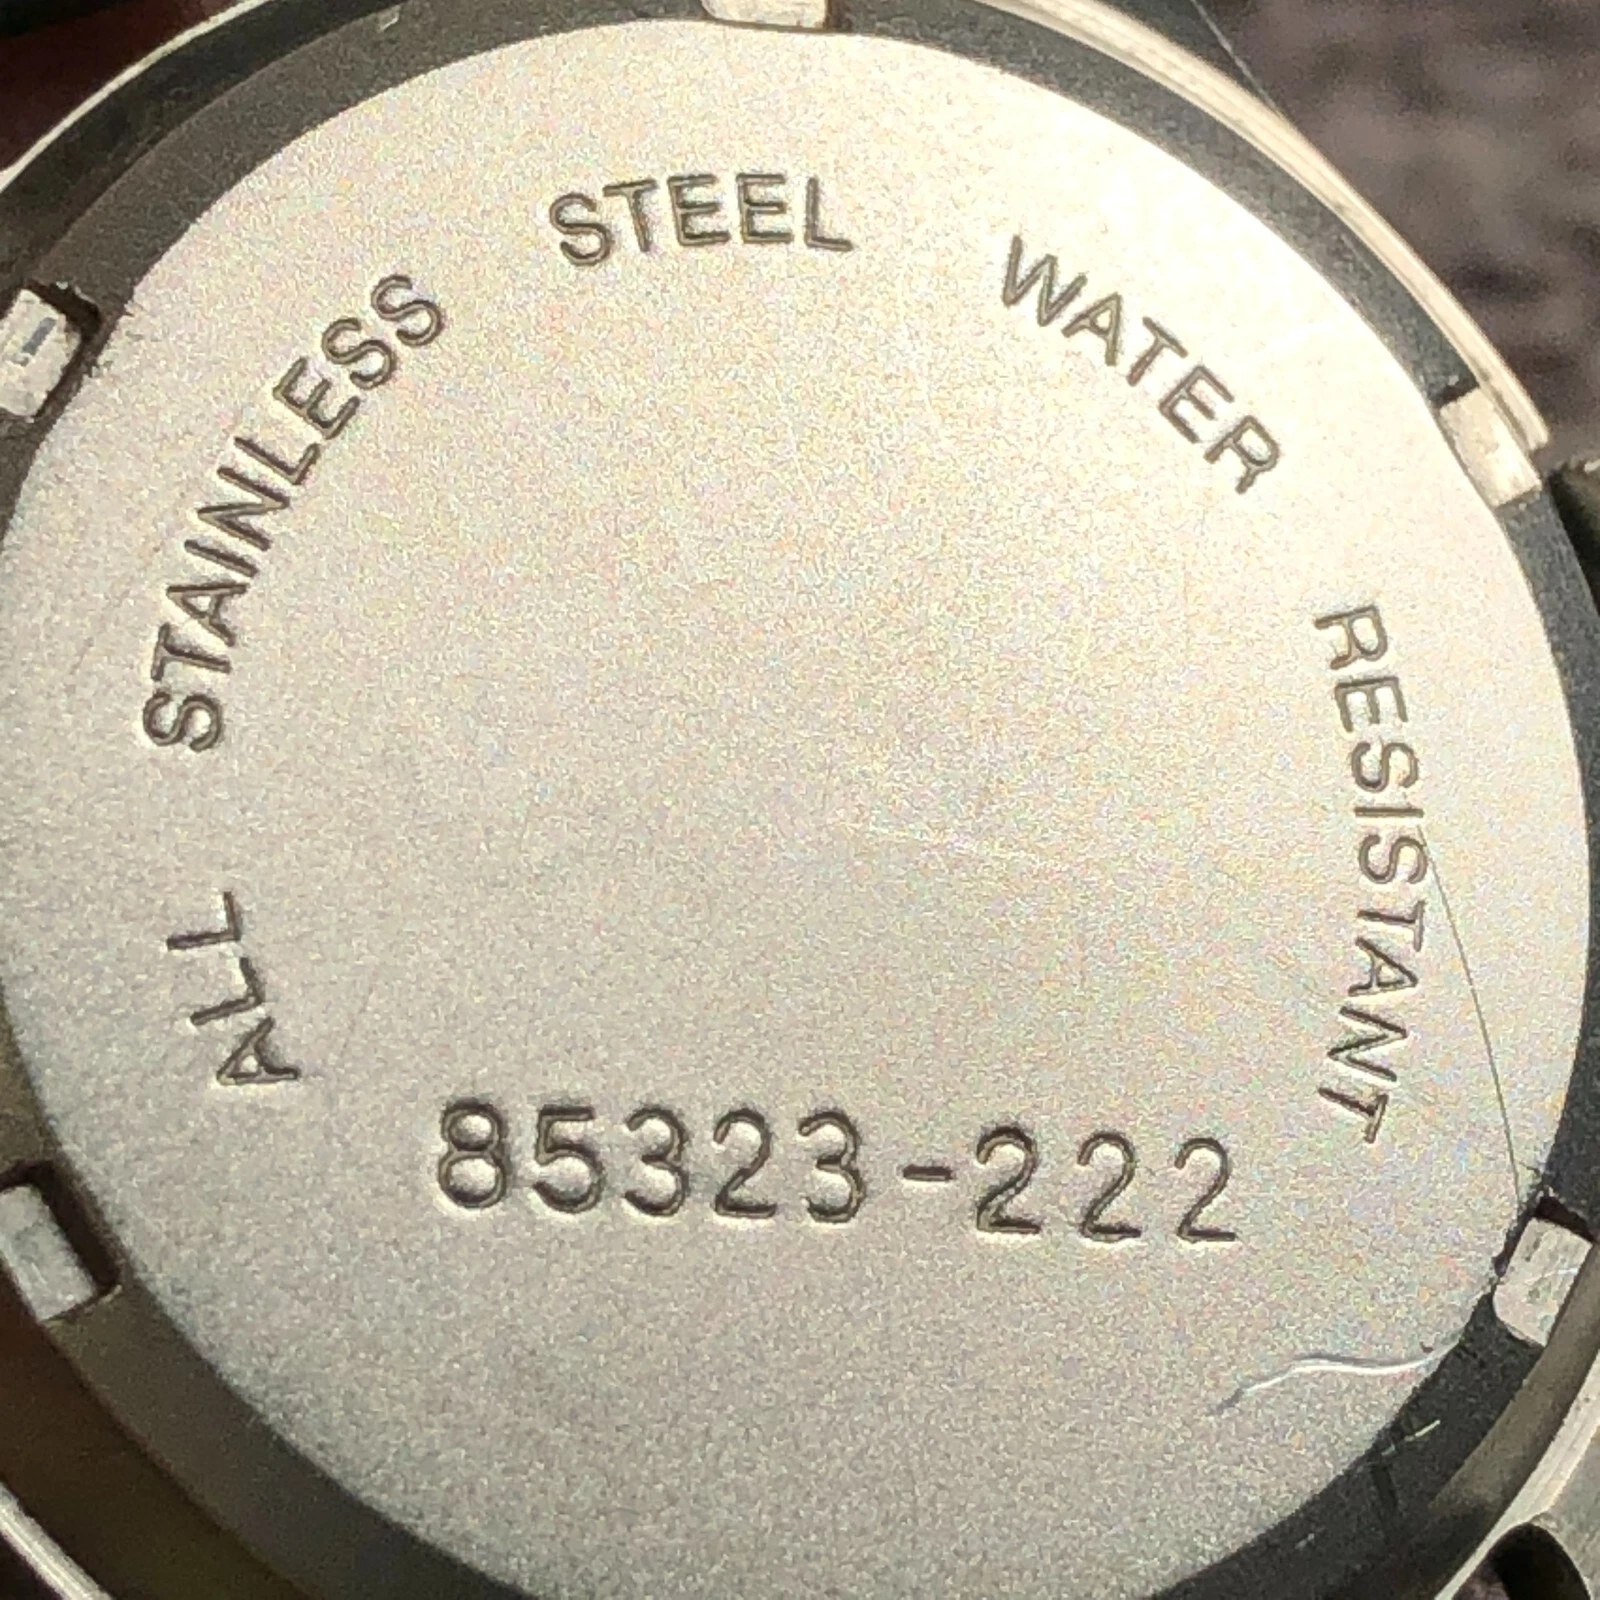 ALL STAINLESS STEEL WATER RESISTANT
85323-222